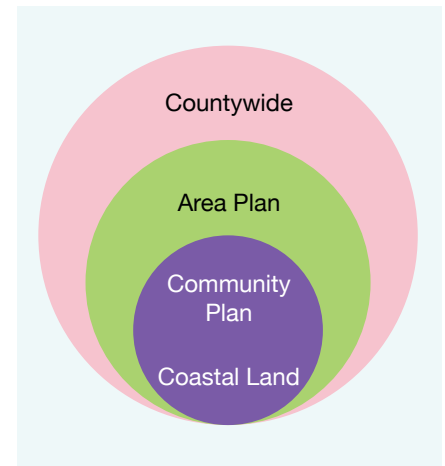 Countywide
Area Plan
Community
Plan
Coastal Land